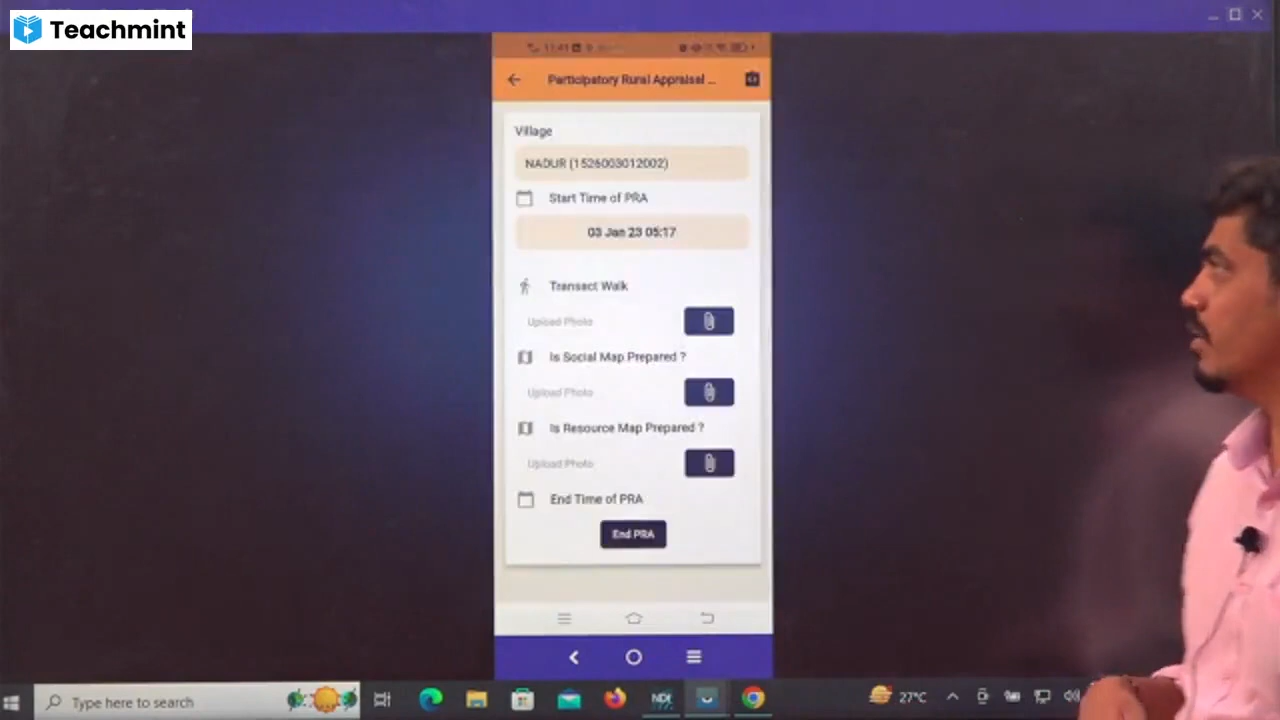 Teachmint
11:41
Participatory Rural Appraisal ...
Village
NADUR (1526003012002)
Start Time of PRA
03 Jan 23 05:17
Transect Walk
Upload Photo
Is Social Map Prepared ?
Upload Photo
Is Resource Map Prepared ?
Upload Photo
End Time of PRA
End PRA
Type here to search
27°C